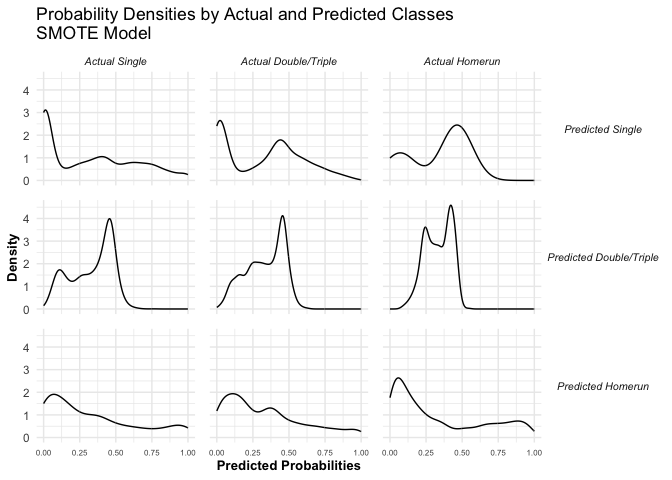 Probability Densities by Actual and Predicted Classes
SMOTE Model
Actual Single
Actual Double/Triple
Actual Homerun
4
3
2
1
0
Predicted Single
4
3
2
1
0
Predicted Double/Triple
4
3
2
1
0
Predicted Homerun
Density
0.00 0.25 0.50 0.75 1.00
0.00 0.25 0.50 0.75 1.00
0.00 0.25 0.50 0.75 1.00
Predicted Probabilities